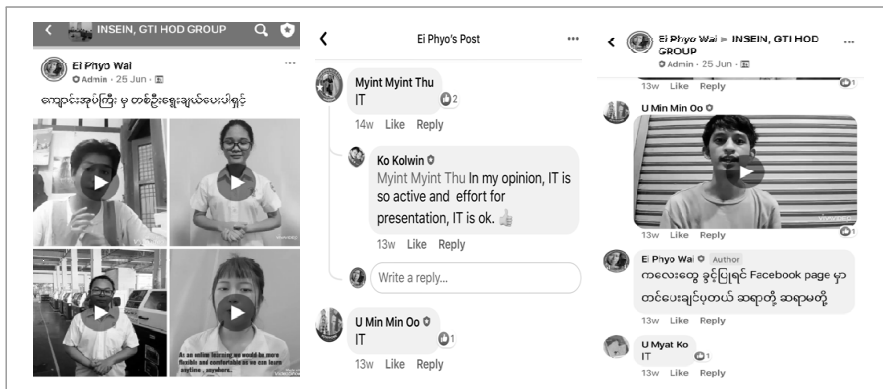 INSEIN, GTI HOD GROUP
Ei Phyo Wai
Admin · 25 Jun ·
ကျောင်းအုပ်ကြီး မှ တစ်ဦးရွေးချယ်ပေးပါရှင့်
As an online learning we would be more
flexible and comfortable as we can learn
anytime , anywhere..
Ei Phyo's Post
Myint Myint Thu
IT
2
14w Like Reply
Ko Kolwin
Myint Myint Thu In my opinion, IT is
so active and effort for
presentation, IT is ok. 👍
13w Like Reply
Write a reply...
U Min Min Oo
IT
1
13w Like Reply
Ei Phyo Wai ▸ INSEIN, GTI HOD
GROUP
Admin · 25 Jun ·
13w Like Reply
1
U Min Min Oo
VIVAVIDEO
13w Like Reply
1
Ei Phyo Wai Author
ကလေးတွေ ခွင့်ပြုရင် Facebook page မှာ
တင်ပေးချင်ပါတယ် ဆရာတို့ ဆရာမတို့
13w Like Reply
U Myat Ko
IT
1
13w Like Reply